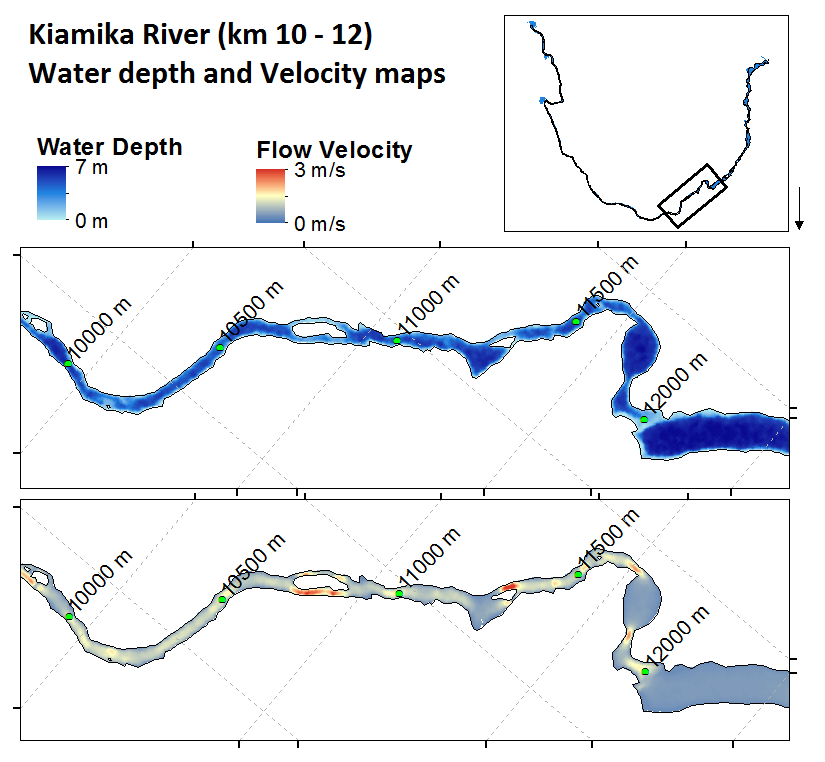 Kiamika River (km 10 - 12)
Water depth and Velocity maps
Water Depth
7 m
0 m
Flow Velocity
3 m/s
0 m/s
10000 m
10500 m
11000 m
11500 m
12000 m
10000 m
10500 m
11000 m
11500 m
12000 m